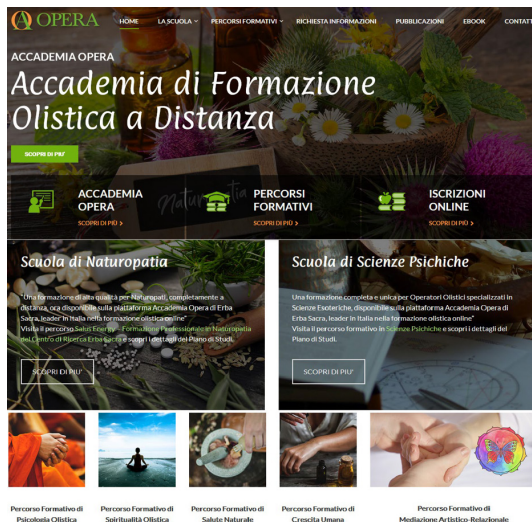 OPERA
HOME
LA SCUOLA
PERCORSI FORMATIVI
RICHIESTA INFORMAZIONI
PUBBLICAZIONI
EBOOK
CONTATT
ACCADEMIA OPERA
Accademia di Formazione
Olistica a Distanza
SCOPRI DI PIU'
Naturopatia
ACCADEMIA
OPERA
SCOPRI DI PIÙ >
PERCORSI
FORMATIVI
SCOPRI DI PIÙ >
ISCRIZIONI
ONLINE
SCOPRI DI PIÙ >
Scuola di Naturopatia
"Una formazione di alta qualità per Naturopati, completamente a
distanza, ora disponibile sulla piattaforma Accademia Opera di Erba
Sacra, leader in Italia nella formazione olistica online"
Visita il percorso Salus Energy – Formazione Professionale in Naturopatia
del Centro di Ricerca Erba Sacra e scopri i dettagli del Piano di Studi.
SCOPRI DI PIU'
Scuola di Scienze Psichiche
Una formazione completa e unica per Operatori Olistici specializzati in
Scienze Esoteriche, disponibile sulla piattaforma Accademia Opera di
Erba Sacra, leader in Italia nella formazione olistica online"
Visita il percorso formativo in Scienze Psichiche e scopri i dettagli del
Piano di Studi.
SCOPRI DI PIU'
Percorso Formativo di
Psicologia Olistica
Percorso Formativo di
Spiritualità Olistica
Percorso Formativo di
Salute Naturale
Percorso Formativo di
Crescita Umana
Percorso Formativo di
Mediazione Artistico-Relazionale